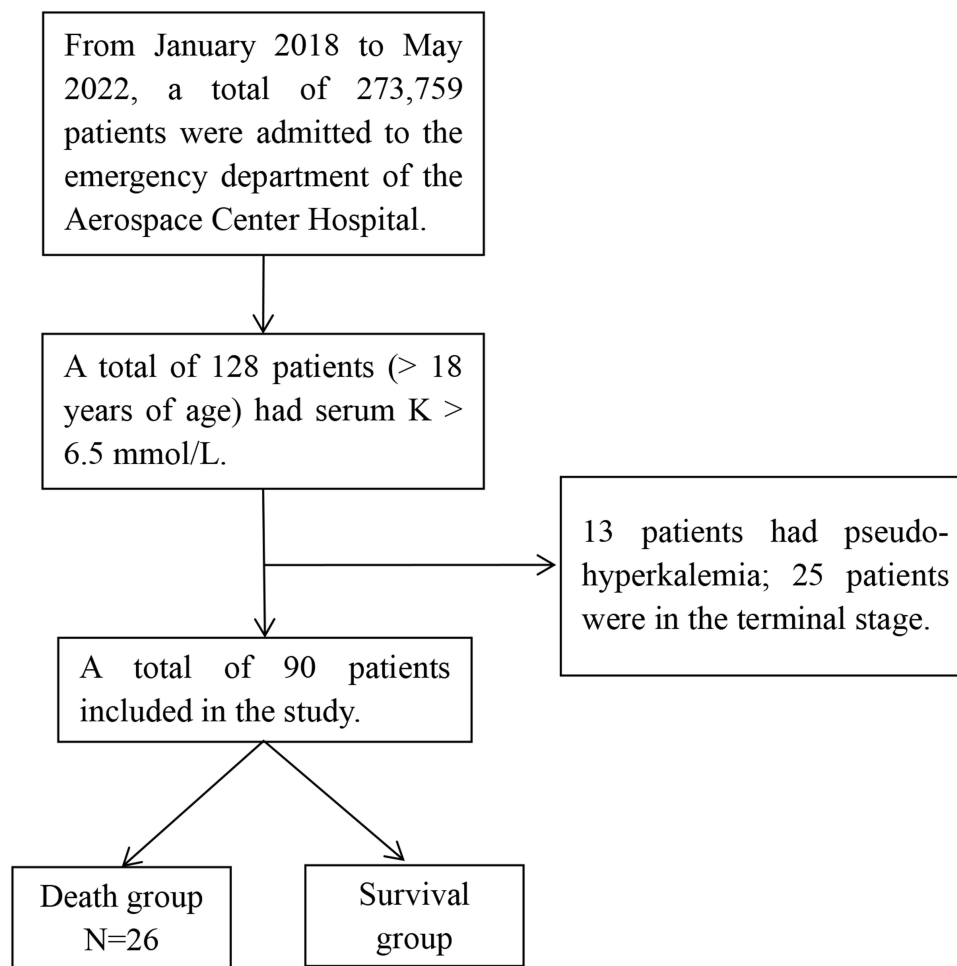 From January 2018 to May
2022, a total of 273,759
patients were admitted to the
emergency department of the
Aerospace Center Hospital.
A total of 128 patients (> 18
years of age) had serum K >
6.5 mmol/L.
13 patients had pseudo-
hyperkalemia; 25 patients
were in the terminal stage.
A total of 90 patients
included in the study.
Death group
N=26
Survival
group